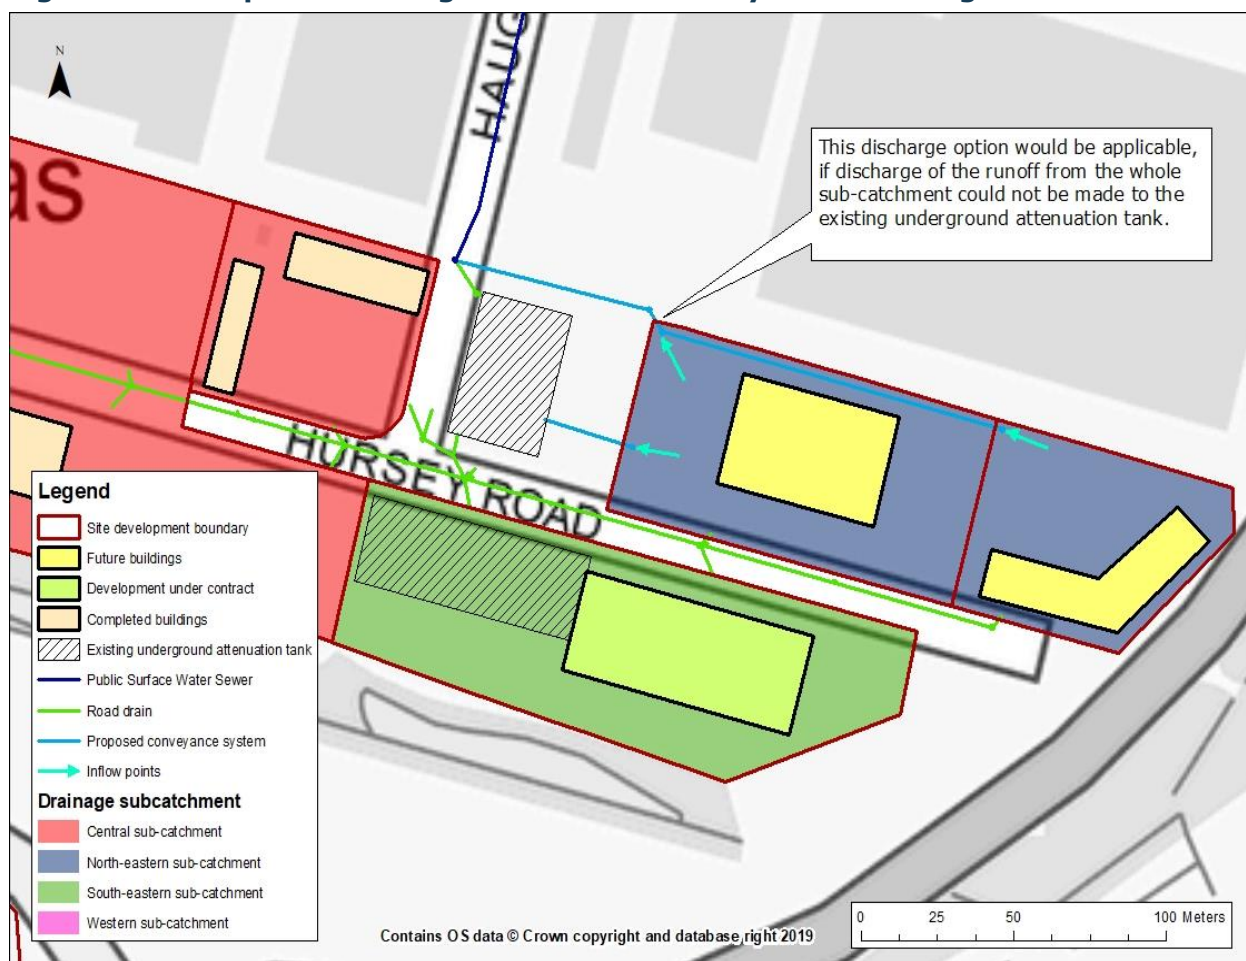 N
HAUG
as
This discharge option would be applicable,
if discharge of the runoff from the whole
sub-catchment could not be made to the
existing underground attenuation tank.
HURSEY ROAD
Legend
Site development boundary
Future buildings
Development under contract
Completed buildings
Existing underground attenuation tank
Public Surface Water Sewer
Road drain
Proposed conveyance system
Inflow points
Drainage subcatchment
Central sub-catchment
North-eastern sub-catchment
South-eastern sub-catchment
Western sub-catchment
Contains OS data © Crown copyright and database right 2019
0 25 50 100 Meters